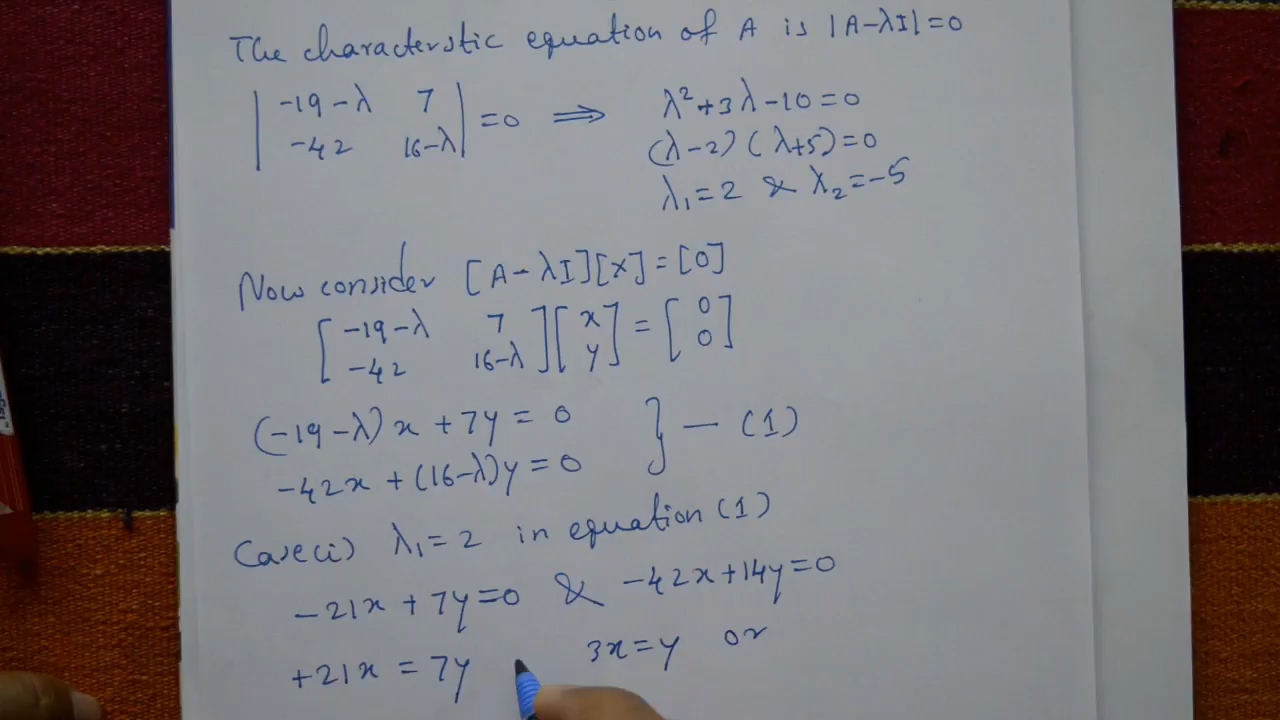 The characterstic equation of A is |A-λI|=0
| -19-λ 7 | =0 ⟹ λ²+3λ-10=0
| -42 16-λ | (λ-2)(λ+5)=0
λ₁=2 & λ₂=-5
Now consider [A-λI][X]=[0]
[ -19-λ 7 ] [ x ] = [ 0 ]
[ -42 16-λ ] [ y ] [ 0 ]
(-19-λ)x+7y=0
-42x+(16-λ)y=0 } — (1)
Case(i) λ₁=2 in equation (1)
-21x+7y=0 & -42x+14y=0
+21x=7y 3x=y or